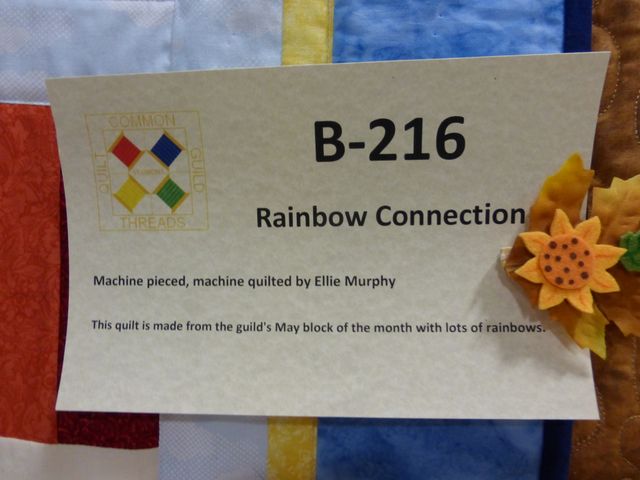 COMMON
QUILT
GUILD
THREADS
B-216
Rainbow Connection
Machine pieced, machine quilted by Ellie Murphy
This quilt is made from the guild's May block of the month with lots of rainbows.